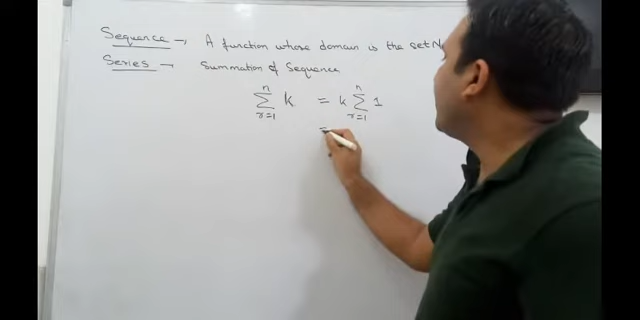 Sequence → A function whose domain is the set N
Series → Summation of Sequence
n n
∑ k = k ∑ 1
r=1 r=1
=